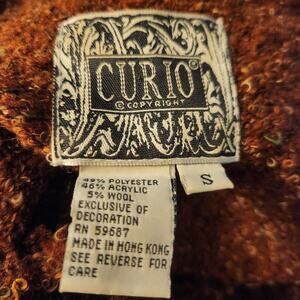 CURIO®
© COPYRIGHT
S
49% POLYESTER
46% ACRYLIC
5% WOOL
EXCLUSIVE OF
DECORATION
RN 59687
MADE IN HONG KONG
SEE REVERSE FOR
CARE